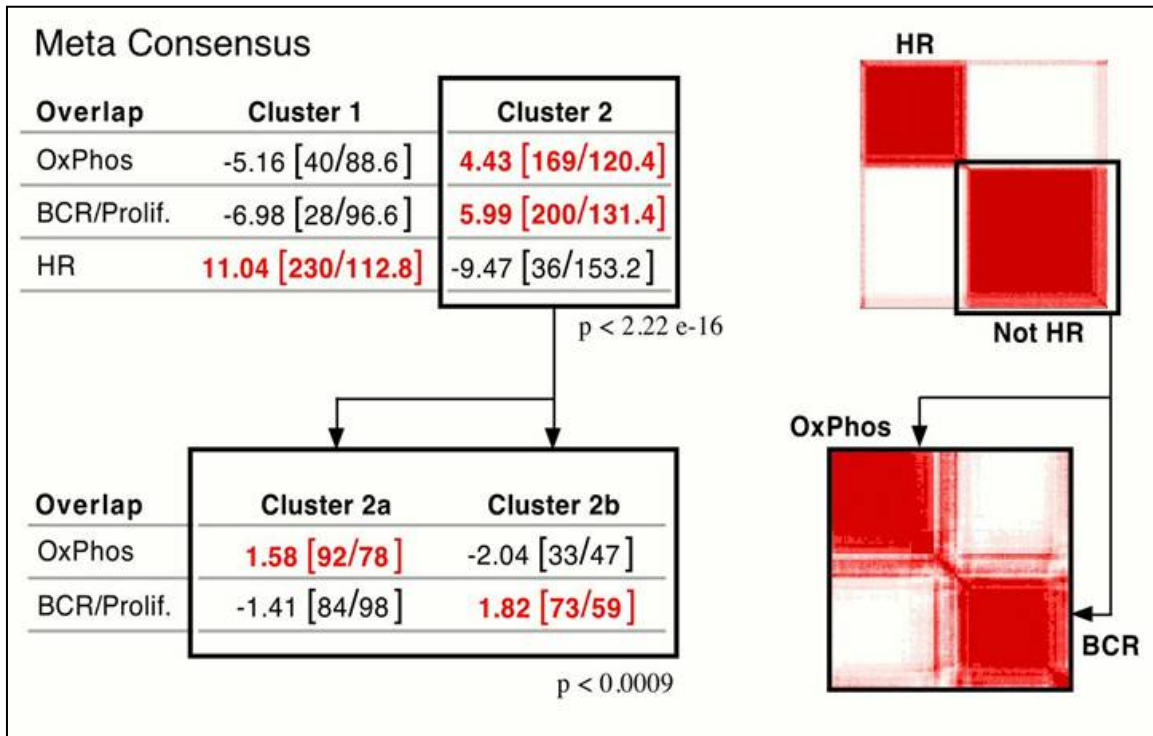 Meta Consensus
Overlap Cluster 1 Cluster 2
OxPhos -5.16 [40/88.6] 4.43 [169/120.4]
BCR/Prolif. -6.98 [28/96.6] 5.99 [200/131.4]
HR 11.04 [230/112.8] -9.47 [36/153.2]
p < 2.22 e-16
Overlap Cluster 2a Cluster 2b
OxPhos 1.58 [92/78] -2.04 [33/47]
BCR/Prolif. -1.41 [84/98] 1.82 [73/59]
p < 0.0009
HR
Not HR
OxPhos
BCR